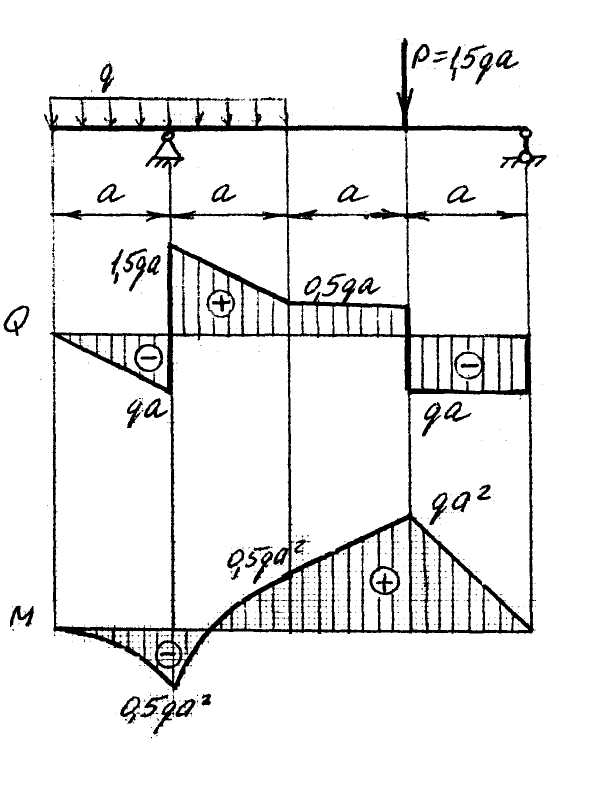 q
P=1,5qa
a a a a
1,5qa
0,5qa
Q
+
−
−
qa
qa
qa²
0,5qa²
+
M
−
0,5qa²